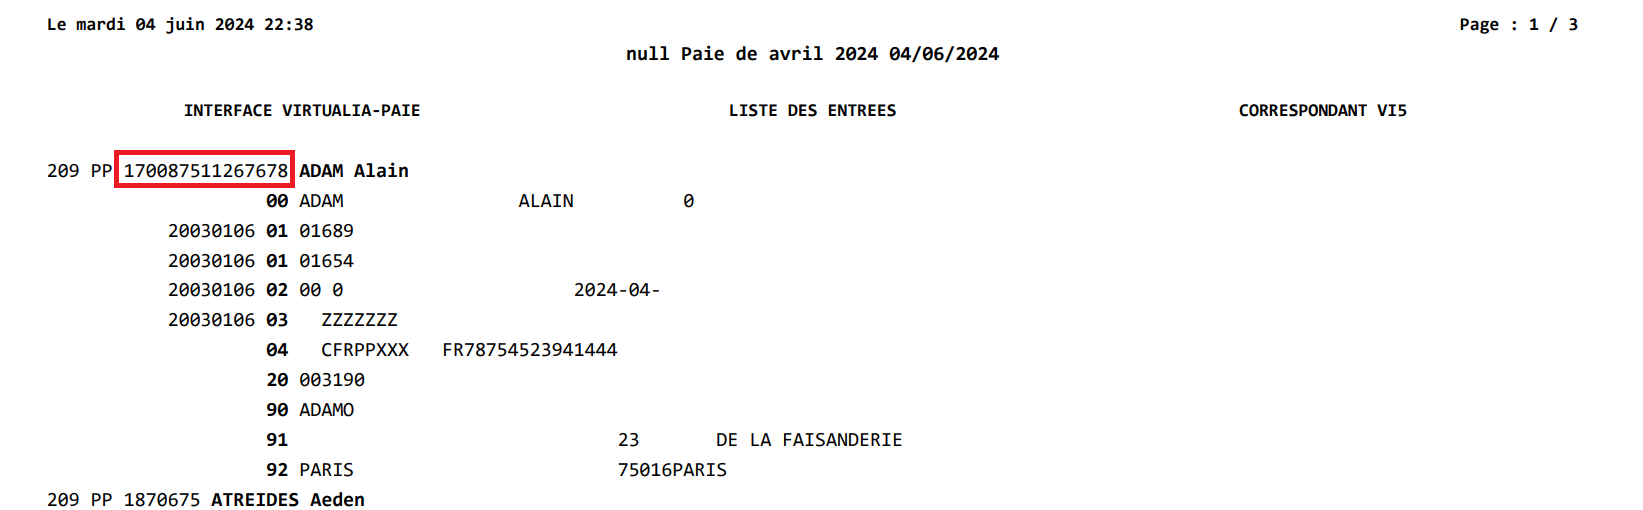 Le mardi 04 juin 2024 22:38 Page : 1 / 3
null Paie de avril 2024 04/06/2024
INTERFACE VIRTUALIA-PAIE LISTE DES ENTREES CORRESPONDANT VI5
209 PP 170087511267678 ADAM Alain
00 ADAM ALAIN 0
20030106 01 01689
20030106 01 01654
20030106 02 00 0 2024-04-
20030106 03 ZZZZZZZ
04 CFRPPXXX FR78754523941444
20 003190
90 ADAMO
91 23 DE LA FAISANDERIE
92 PARIS 75016PARIS
209 PP 1870675 ATREIDES Aeden